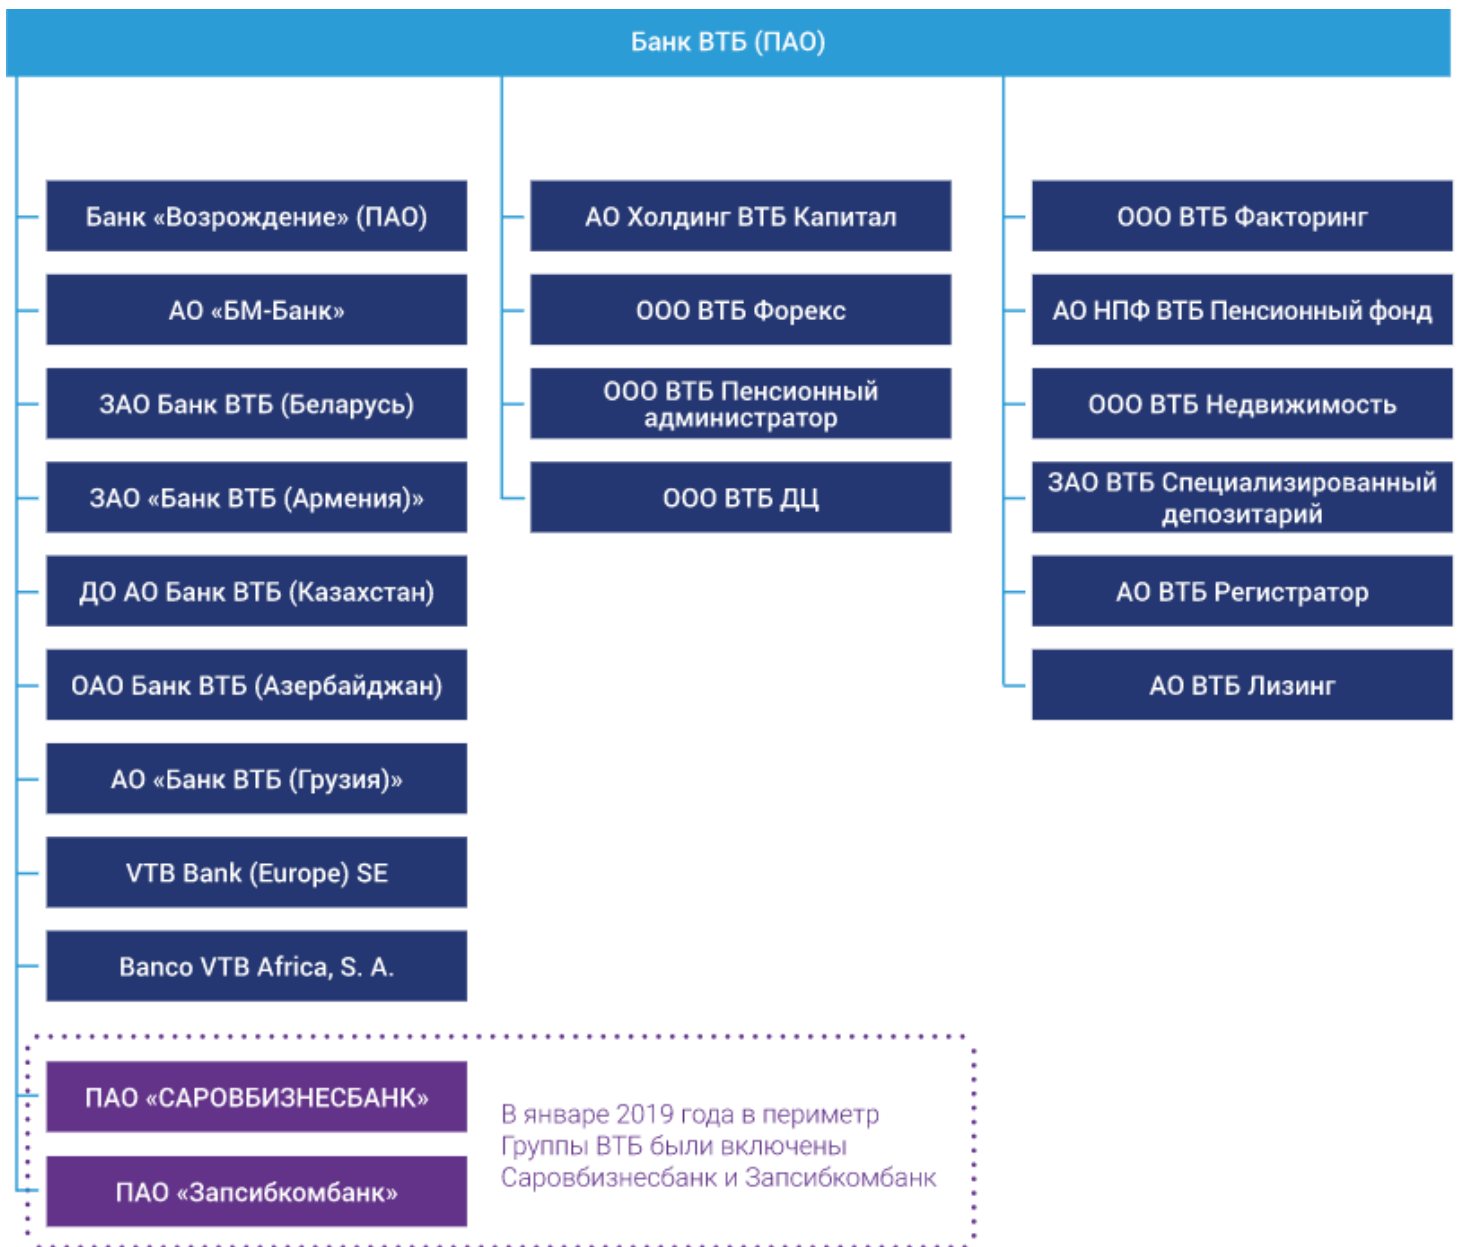 Банк ВТБ (ПАО)
Банк «Возрождение» (ПАО)
АО «БМ-Банк»
ЗАО Банк ВТБ (Беларусь)
ЗАО «Банк ВТБ (Армения)»
ДО АО Банк ВТБ (Казахстан)
ОАО Банк ВТБ (Азербайджан)
АО «Банк ВТБ (Грузия)»
VTB Bank (Europe) SE
Banco VTB Africa, S. A.
ПАО «САРОВБИЗНЕСБАНК»
ПАО «Запсибкомбанк»
В январе 2019 года в периметр
Группы ВТБ были включены
Саровбизнесбанк и Запсибкомбанк
АО Холдинг ВТБ Капитал
ООО ВТБ Форекс
ООО ВТБ Пенсионный
администратор
ООО ВТБ ДЦ
ООО ВТБ Факторинг
АО НПФ ВТБ Пенсионный фонд
ООО ВТБ Недвижимость
ЗАО ВТБ Специализированный
депозитарий
АО ВТБ Регистратор
АО ВТБ Лизинг